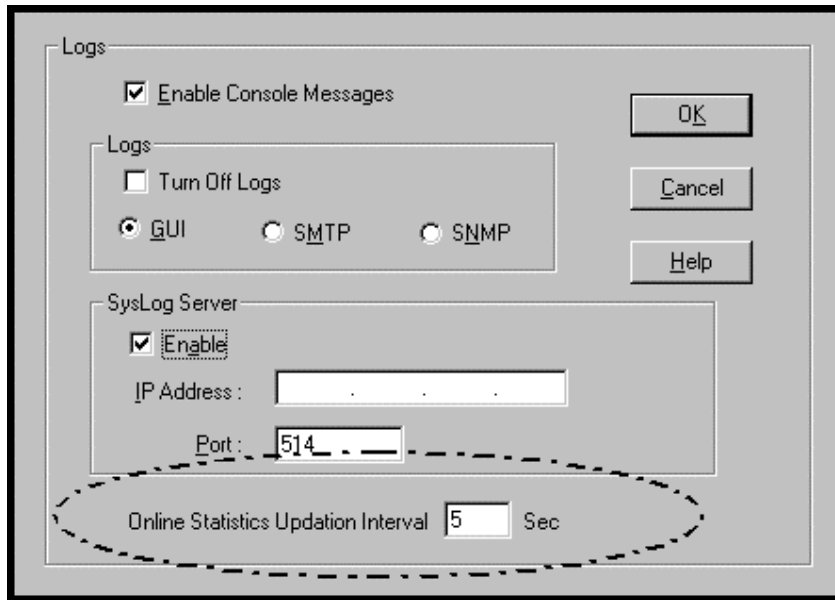 Logs
Enable Console Messages
OK
Logs
Turn Off Logs
Cancel
GUI SMTP SNMP
Help
SysLog Server
Enable
IP Address : . . .
Port : 514
Online Statistics Updation Interval 5 Sec